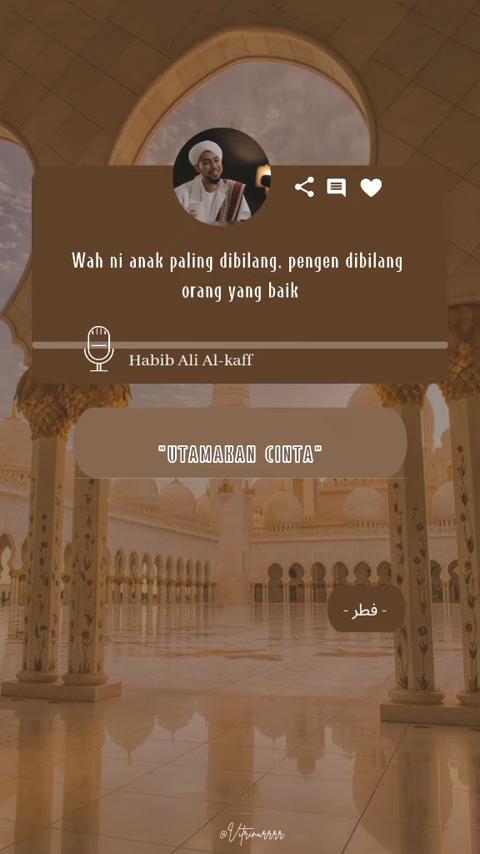 Wah ni anak paling dibilang, pengen dibilang
orang yang baik
Habib Ali Al-kaff
"UTAMAKAN CINTA"
- فطر -
@Vitrinurrrr